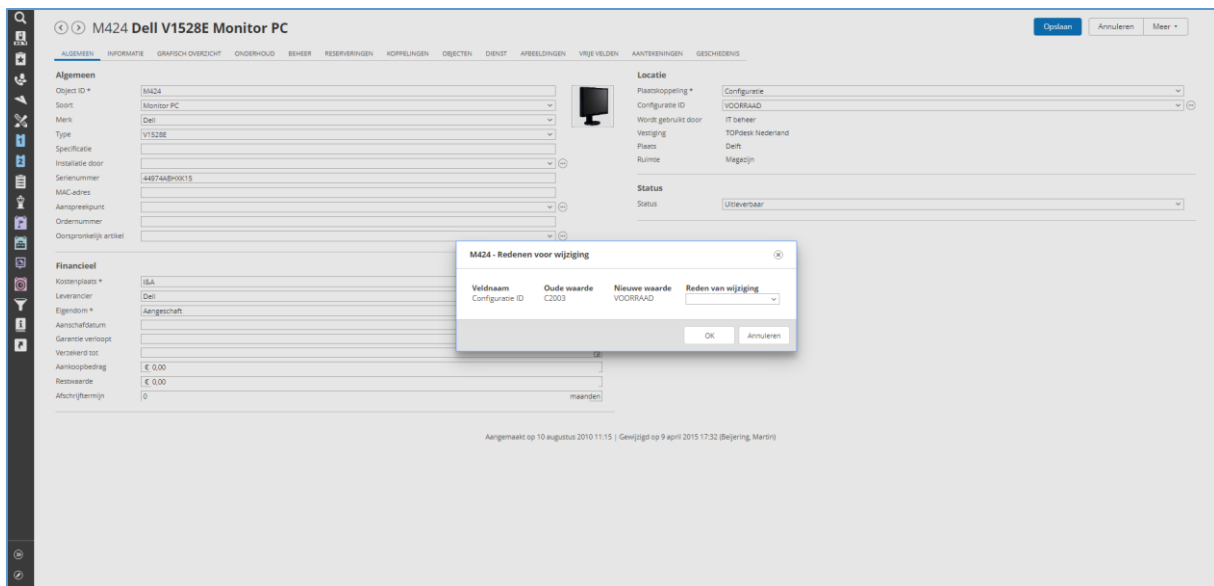 M424 Dell V1528E Monitor PC
Opslaan Annuleren Meer
ALGEMEEN INFORMATIE GRAFISCH OVERZICHT ONDERHOUD BEHEER RESERVERINGEN KOPPELINGEN OBJECTEN DIENST AFBEELDINGEN VRIJE VELDEN AANTEKENINGEN GESCHIEDENIS
Algemeen
Object ID * M424
Soort Monitor PC
Merk Dell
Type V1528E
Specificatie
Installatie door
Serienummer 44974ABHXK15
MAC-adres
Aanspreekpunt
Ordernummer
Oorspronkelijk artikel
Financieel
Kostenplaats * I&A
Leverancier Dell
Eigendom * Aangeschaft
Aanschafdatum
Garantie verloopt
Verzekerd tot
Aankoopbedrag € 0,00
Restwaarde € 0,00
Afschrijftermijn 0 maanden
Locatie
Plaatskoppeling * Configuratie
Configuratie ID VOORRAAD
Wordt gebruikt door IT beheer
Vestiging TOPdesk Nederland
Plaats Delft
Ruimte Magazijn
Status
Status Uitleverbaar
M424 - Redenen voor wijziging
Veldnaam Oude waarde Nieuwe waarde Reden van wijziging
Configuratie ID C2003 VOORRAAD
OK Annuleren
Aangemaakt op 10 augustus 2010 11:15 | Gewijzigd op 9 april 2015 17:32 (Beijering, Martin)